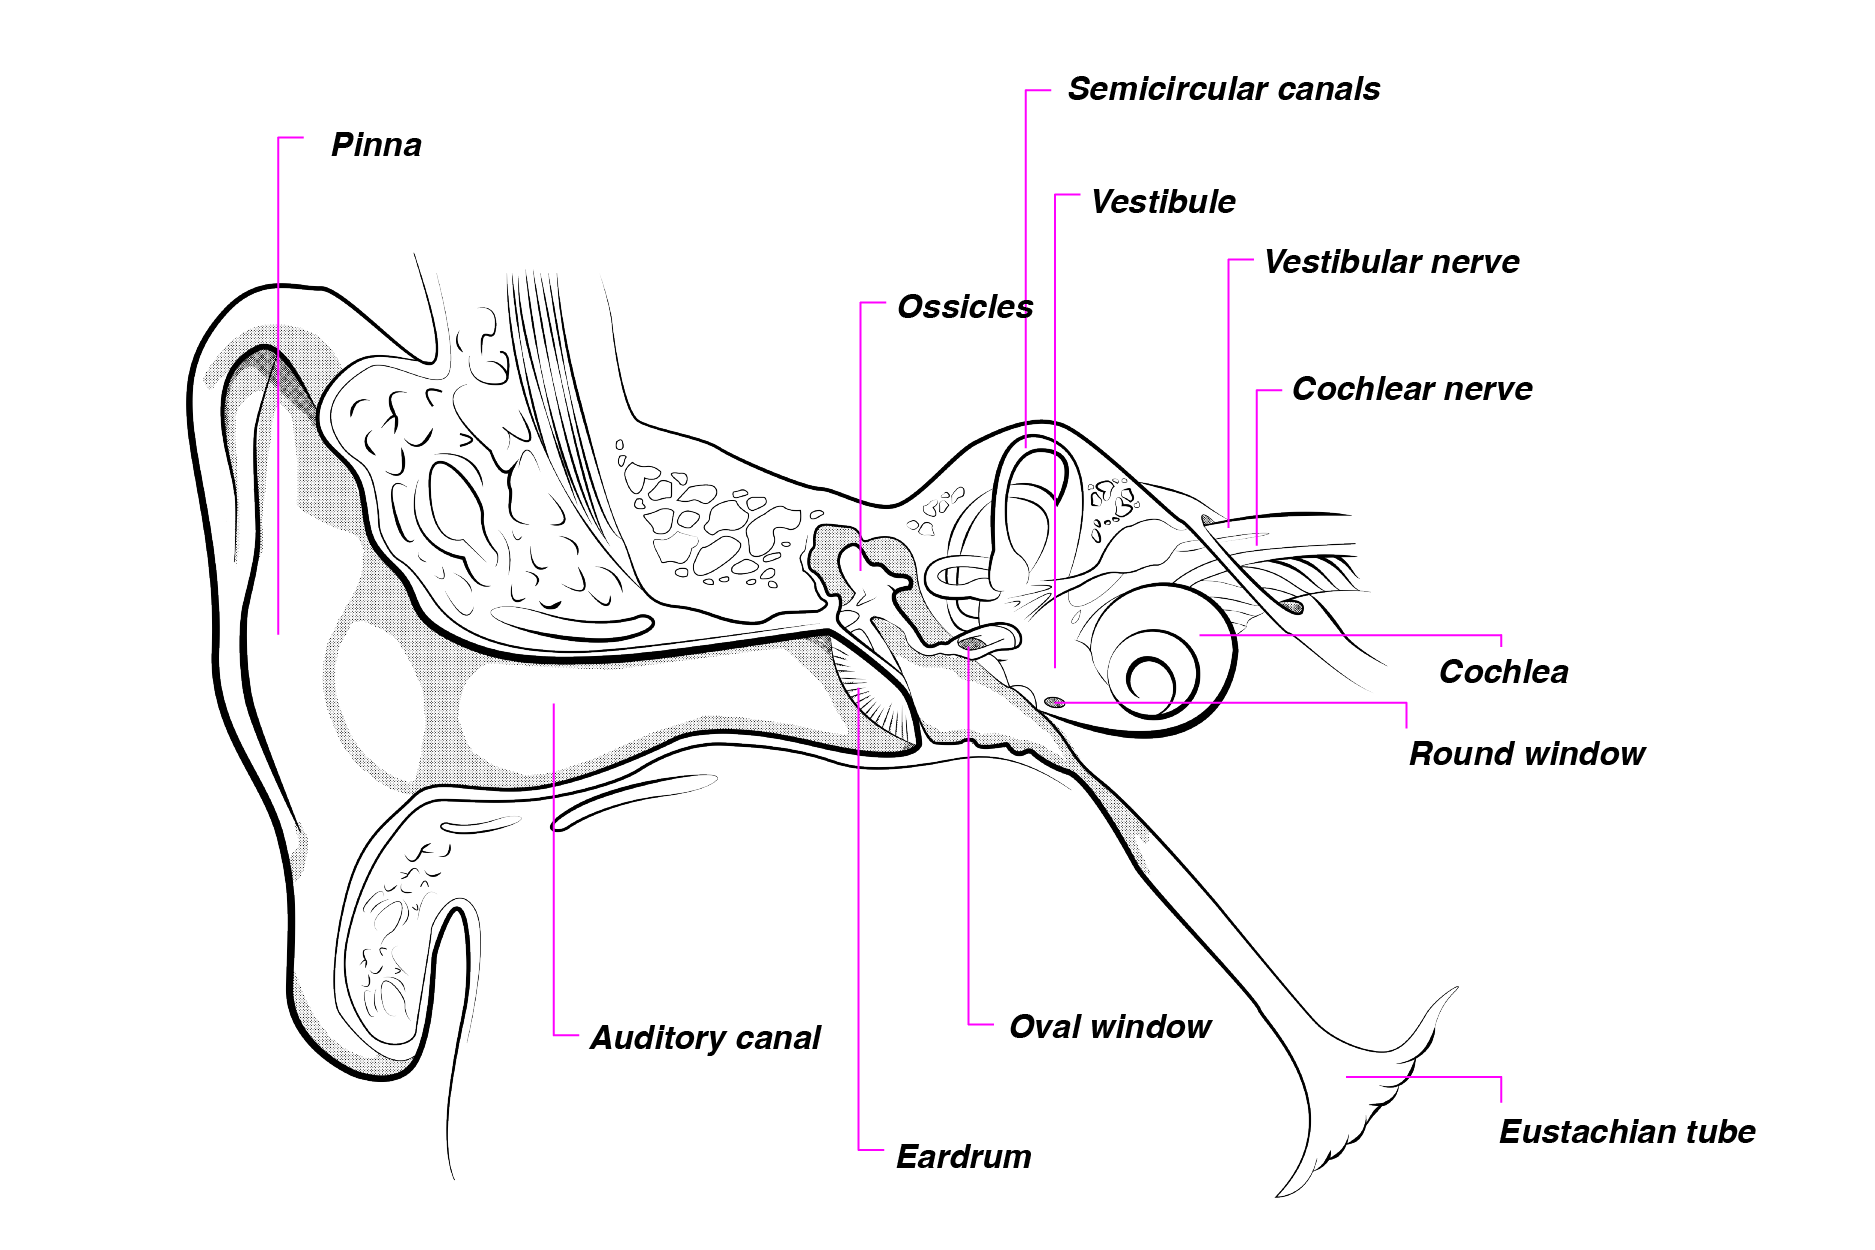 Semicircular canals
Pinna
Vestibule
Vestibular nerve
Ossicles
Cochlear nerve
Cochlea
Round window
Oval window
Auditory canal
Eustachian tube
Eardrum